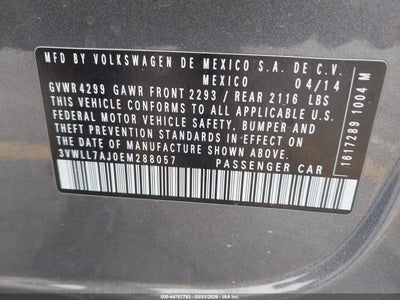 MFD BY VOLKSWAGEN DE MEXICO S.A. DE C.V.
MEXICO 04/14
GVWR4299 GAWR FRONT 2293 / REAR 2116 LBS
THIS VEHICLE CONFORMS TO ALL APPLICABLE U.S.
FEDERAL MOTOR VEHICLE SAFETY, BUMPER AND
THEFT PREVENTION STANDARDS IN EFFECT ON
THE DATE OF MANUFACTURE SHOWN ABOVE.
3VWLL7AJ0EM288057 PASSENGER CAR
1617289 1004 M